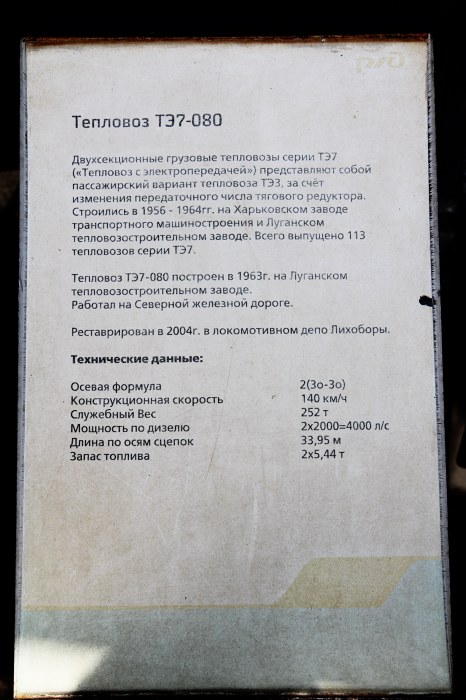 Тепловоз ТЭ7-080
Двухсекционные грузовые тепловозы серии ТЭ7
(«Тепловоз с электропередачей») представляют собой
пассажирский вариант тепловоза ТЭ3, за счёт
изменения передаточного числа тягового редуктора.
Строились в 1956 - 1964гг. на Харьковском заводе
транспортного машиностроения и Луганском
тепловозостроительном заводе. Всего выпущено 113
тепловозов серии ТЭ7.
Тепловоз ТЭ7-080 построен в 1963г. на Луганском
тепловозостроительном заводе.
Работал на Северной железной дороге.
Реставрирован в 2004г. в локомотивном депо Лихоборы.
Технические данные:
Осевая формула 2(3о-3о)
Конструкционная скорость 140 км/ч
Служебный Вес 252 т
Мощность по дизелю 2х2000=4000 л/с
Длина по осям сцепок 33,95 м
Запас топлива 2х5,44 т